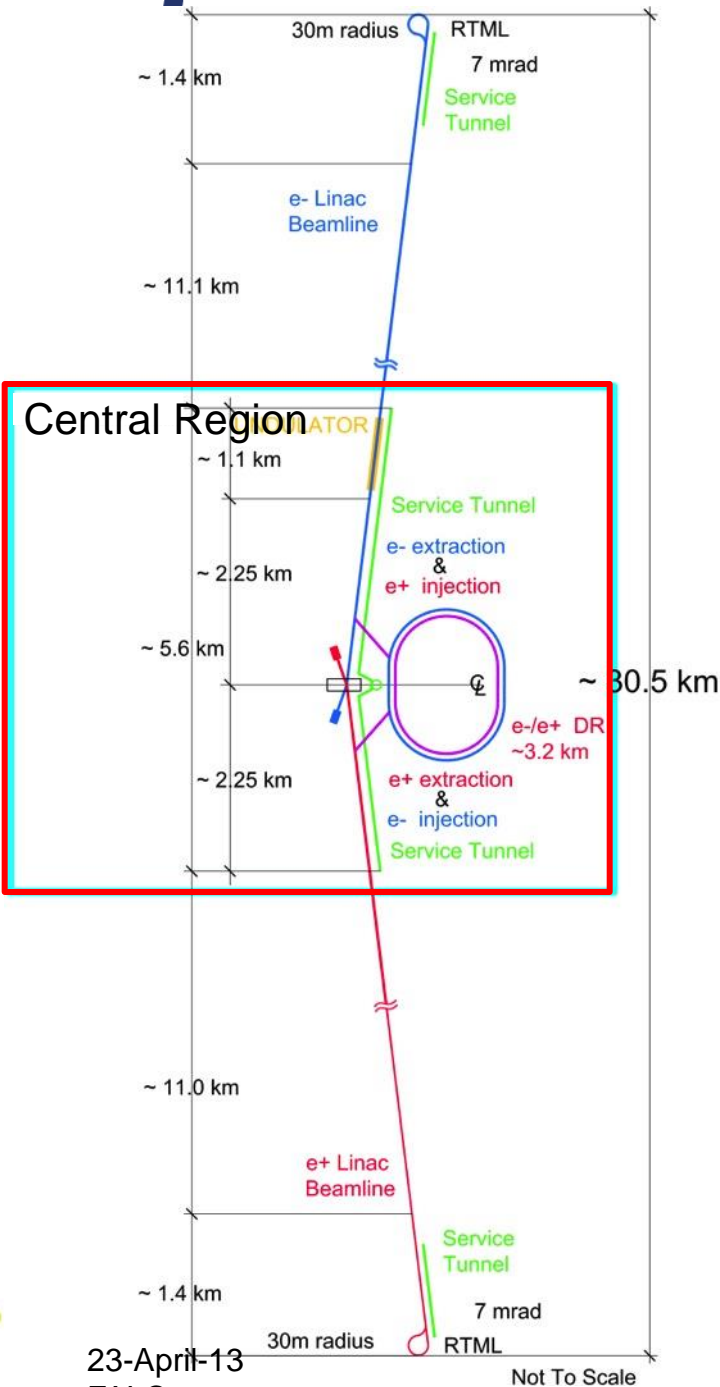 30m radius
RTML
7 mrad
~ 1.4 km
Service
Tunnel
e- Linac
Beamline
~ 11.1 km
Central Region
~ 1.1 km
Service Tunnel
e- extraction
&
e+ injection
~ 2.25 km
~ 5.6 km
℄
km
e-/e+ DR
~3.2 km
~ 2.25 km
e+ extraction
&
e- injection
Service Tunnel
~ 11.0 km
e+ Linac
Beamline
Service
Tunnel
~ 1.4 km
7 mrad
30m radius
RTML
23-April-13
Not To Scale